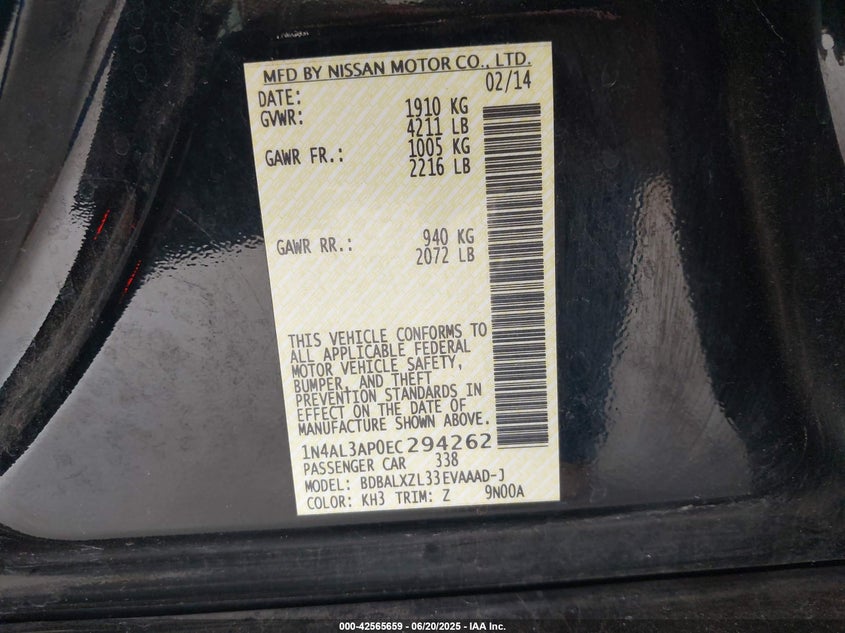 MFD BY NISSAN MOTOR CO., LTD.
DATE: 02/14
GVWR: 1910 KG
4211 LB
GAWR FR.: 1005 KG
2216 LB
GAWR RR.: 940 KG
2072 LB
THIS VEHICLE CONFORMS TO
ALL APPLICABLE FEDERAL
MOTOR VEHICLE SAFETY,
BUMPER, AND THEFT
PREVENTION STANDARDS IN
EFFECT ON THE DATE OF
MANUFACTURE SHOWN ABOVE.
1N4AL3AP0EC294262
PASSENGER CAR 338
MODEL: BDBALXZL33EVAAAD-J
COLOR: KH3 TRIM: Z 9N00A
000-42565659 - 06/20/2025 - IAA Inc.